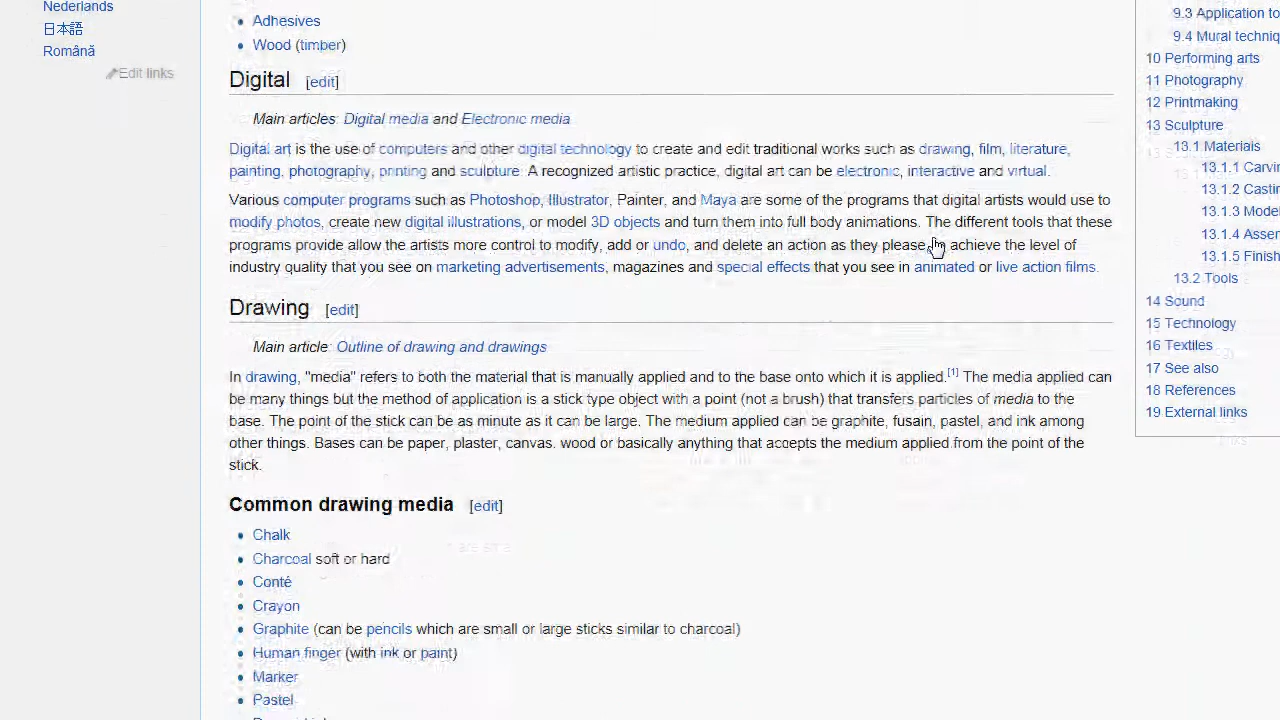 Nederlands
日本語
Română
Edit links
Adhesives
Wood (timber)
Digital [edit]
Main articles: Digital media and Electronic media
Digital art is the use of computers and other digital technology to create and edit traditional works such as drawing, film, literature,
painting, photography, printing and sculpture. A recognized artistic practice, digital art can be electronic, interactive and virtual.
Various computer programs such as Photoshop, Illustrator, Painter, and Maya are some of the programs that digital artists would use to
modify photos, create new digital illustrations, or model 3D objects and turn them into full body animations. The different tools that these
programs provide allow the artists more control to modify, add or undo, and delete an action as they please achieve the level of
industry quality that you see on marketing advertisements, magazines and special effects that you see in animated or live action films.
Drawing [edit]
Main article: Outline of drawing and drawings
In drawing, "media" refers to both the material that is manually applied and to the base onto which it is applied.[1] The media applied can
be many things but the method of application is a stick type object with a point (not a brush) that transfers particles of media to the
base. The point of the stick can be as minute as it can be large. The medium applied can be graphite, fusain, pastel, and ink among
other things. Bases can be paper, plaster, canvas. wood or basically anything that accepts the medium applied from the point of the
stick.
Common drawing media [edit]
Chalk
Charcoal soft or hard
Conté
Crayon
Graphite (can be pencils which are small or large sticks similar to charcoal)
Human finger (with ink or paint)
Marker
Pastel
9.3 Application to
9.4 Mural techniq
10 Performing arts
11 Photography
12 Printmaking
13 Sculpture
13.1 Materials
13.1.1 Carvi
13.1.2 Casti
13.1.3 Model
13.1.4 Asser
13.1.5 Finish
13.2 Tools
14 Sound
15 Technology
16 Textiles
17 See also
18 References
19 External links